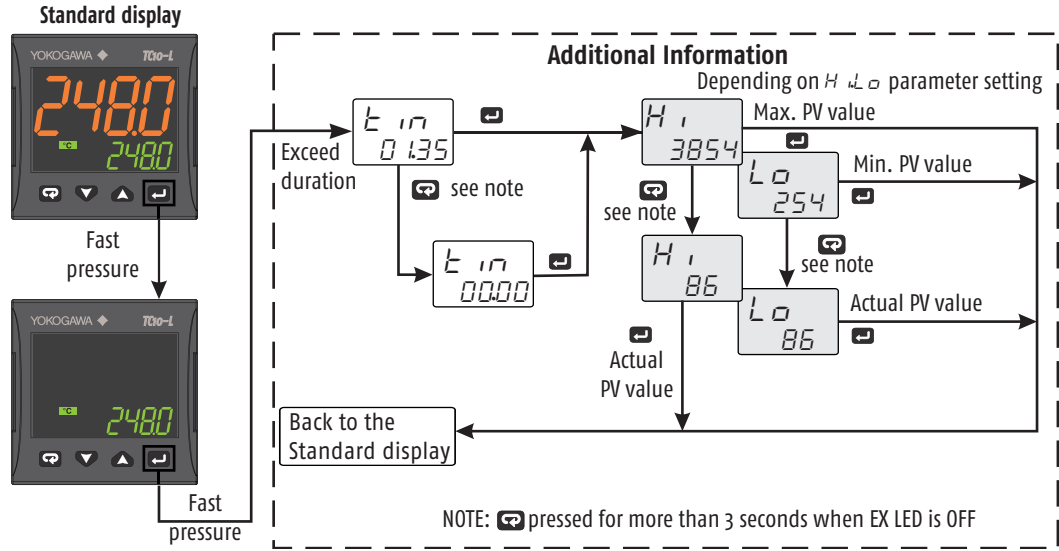 Standard display
YOKOGAWA ◆ TC10-L
248.0
°C
248.0
Fast
pressure
YOKOGAWA ◆ TC10-L
°C
248.0
Fast
pressure
Additional Information
Depending on Hi.Lo parameter setting
Exceed
duration
tin
01.35
see note
tin
00.00
Hi
3854
Max. PV value
Lo
254
Min. PV value
see note
Hi
86
see note
Lo
86
Actual PV value
Actual
PV value
Back to the
Standard display
NOTE: pressed for more than 3 seconds when EX LED is OFF